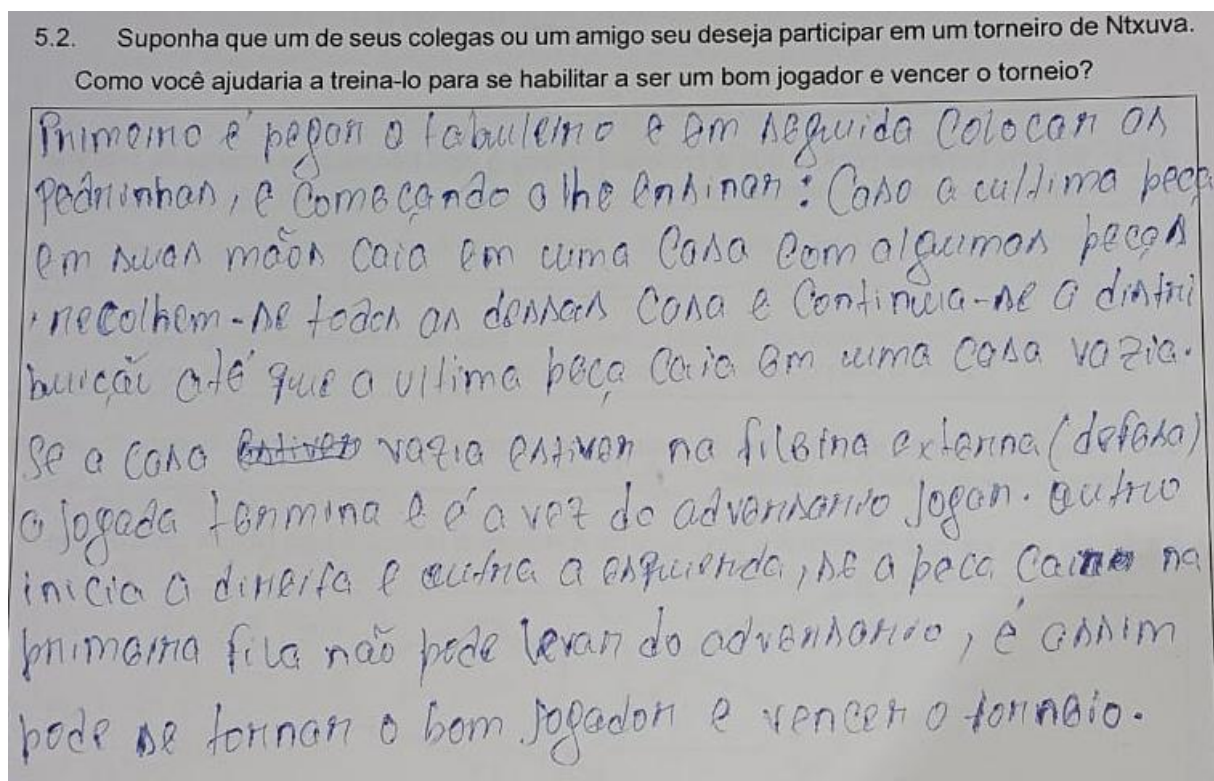 5.2. Suponha que um de seus colegas ou um amigo seu deseja participar em um torneiro de Ntxuva.
Como você ajudaria a treina-lo para se habilitar a ser um bom jogador e vencer o torneio?
Primeiro é pegar o tabuleiro e em seguida colocar as
pedrinhas, e começando a lhe ensinar: Caso a última peça
em suas mãos caia em uma casa com algumas peças
recolhem-se todas as dessas casa e continua-se a distri
buição até que a ultima peça caia em uma casa vazia.
Se a casa vazia estiver na fileira externa (defesa)
a jogada termina e é a vez do adversario jogar. outro
inicia a direita e outra a esquerda, se a peça cair na
primeira fila não pode levar do adversario, é assim
pode se tornar o bom jogador e vencer o torneio.